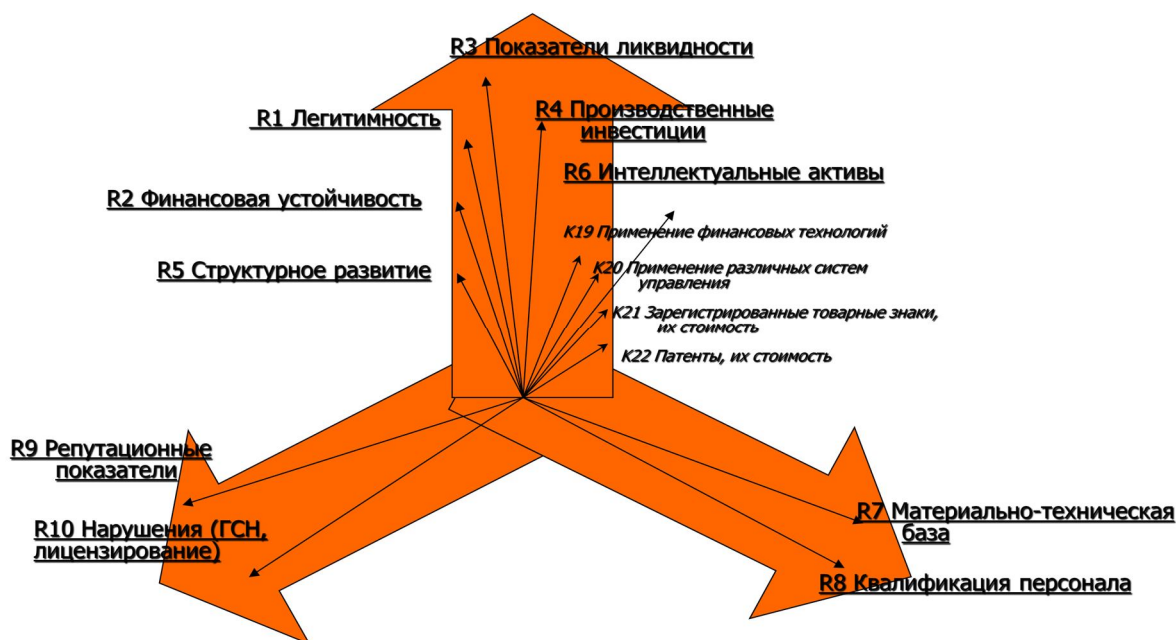 R3 Показатели ликвидности
R1 Легитимность
R4 Производственные
инвестиции
R6 Интеллектуальные активы
R2 Финансовая устойчивость
K19 Применение финансовых технологий
R5 Структурное развитие
K20 Применение различных систем
управления
K21 Зарегистрированные товарные знаки,
их стоимость
K22 Патенты, их стоимость
R9 Репутационные
показатели
R10 Нарушения (ГСН,
лицензирование)
R7 Материально-техническая
база
R8 Квалификация персонала